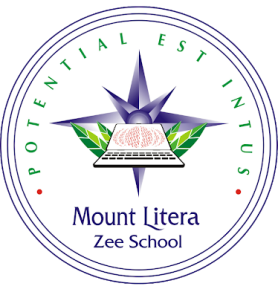 POTENTIAL EST INTUS
Mount Litera
Zee School